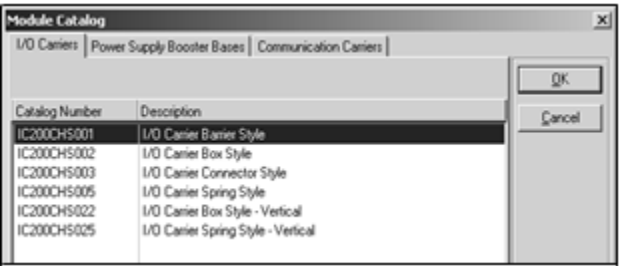 Module Catalog
I/O Carriers Power Supply Booster Bases Communication Carriers
OK
Cancel
Catalog Number Description
IC200CHS001 I/O Carrier Barrier Style
IC200CHS002 I/O Carrier Box Style
IC200CHS003 I/O Carrier Connector Style
IC200CHS005 I/O Carrier Spring Style
IC200CHS022 I/O Carrier Box Style - Vertical
IC200CHS025 I/O Carrier Spring Style - Vertical